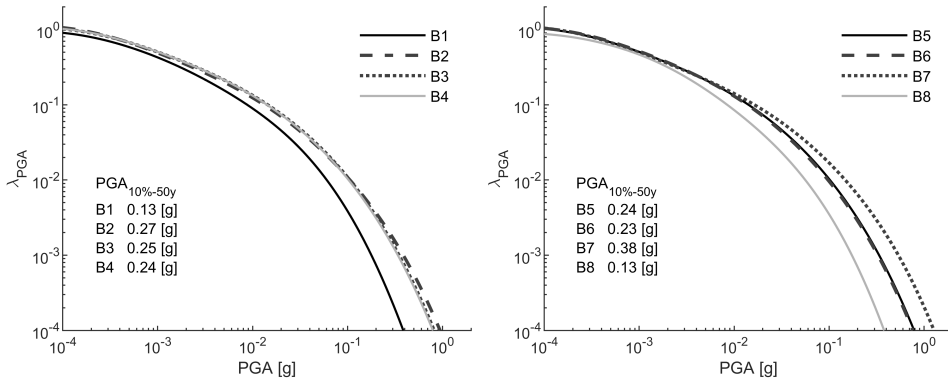 10^0
10^-1
10^-2
10^-3
10^-4
λ_PGA
B1
B2
B3
B4
PGA_10%-50y
B1 0.13 [g]
B2 0.27 [g]
B3 0.25 [g]
B4 0.24 [g]
10^-4 10^-3 10^-2 10^-1 10^0
PGA [g]
10^0
10^-1
10^-2
10^-3
10^-4
λ_PGA
B5
B6
B7
B8
PGA_10%-50y
B5 0.24 [g]
B6 0.23 [g]
B7 0.38 [g]
B8 0.13 [g]
10^-4 10^-3 10^-2 10^-1 10^0
PGA [g]